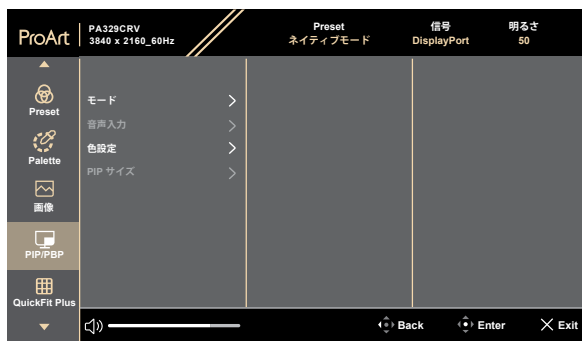 ProArt
PA329CRV
3840 x 2160_60Hz
Preset
ネイティブモード
信号
DisplayPort
明るさ
50
Preset
Palette
画像
PIP/PBP
QuickFit Plus
モード
音声入力
色設定
PIP サイズ
Back
Enter
Exit